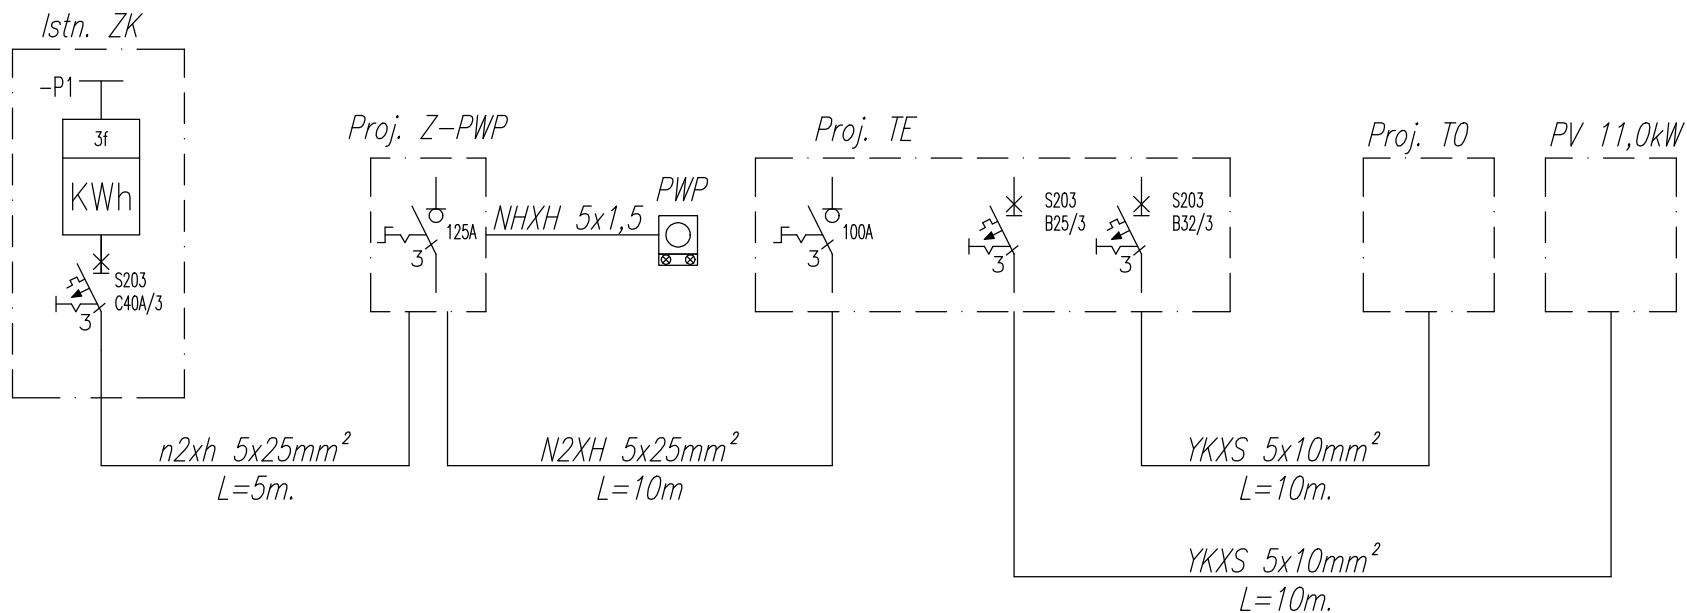 Istn. ZK
-P1
3f
KWh
S203
C40A/3
3
n2xh 5x25mm²
L=5m.
Proj. Z-PWP
125A
3
NHXH 5x1,5
PWP
N2XH 5x25mm²
L=10m
Proj. TE
100A
3
S203
B25/3
3
S203
B32/3
3
Proj. TO
PV 11,0kW
YKXS 5x10mm²
L=10m.
YKXS 5x10mm²
L=10m.